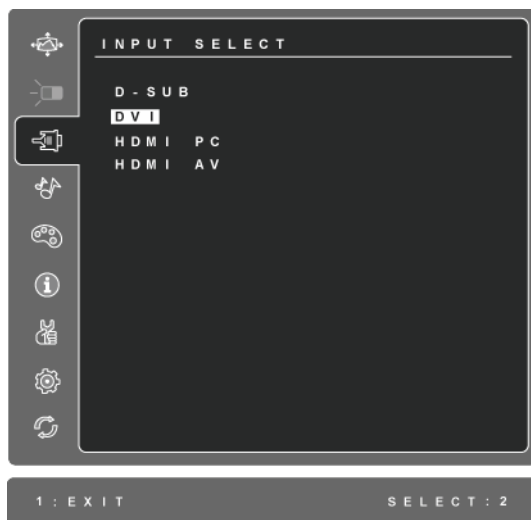 INPUT SELECT
D-SUB
DVI
HDMI PC
HDMI AV
1:EXIT SELECT:2